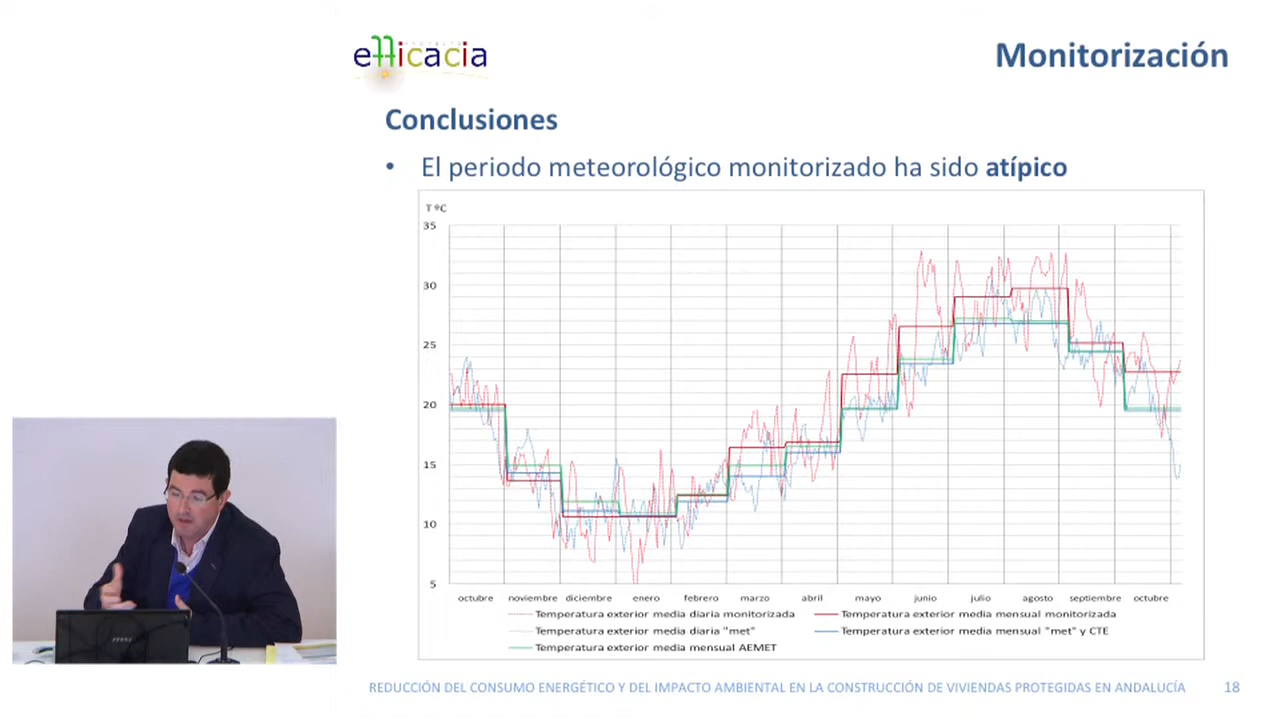 efficacia
Monitorización
Conclusiones
• El periodo meteorológico monitorizado ha sido atípico
T ºC
35
30
25
20
15
10
5
octubre noviembre diciembre enero febrero marzo abril mayo junio julio agosto septiembre octubre
Temperatura exterior media diaria monitorizada
Temperatura exterior media mensual monitorizada
Temperatura exterior media diaria "met"
Temperatura exterior media mensual "met" y CTE
Temperatura exterior media mensual AEMET
REDUCCIÓN DEL CONSUMO ENERGÉTICO Y DEL IMPACTO AMBIENTAL EN LA CONSTRUCCIÓN DE VIVIENDAS PROTEGIDAS EN ANDALUCÍA 18